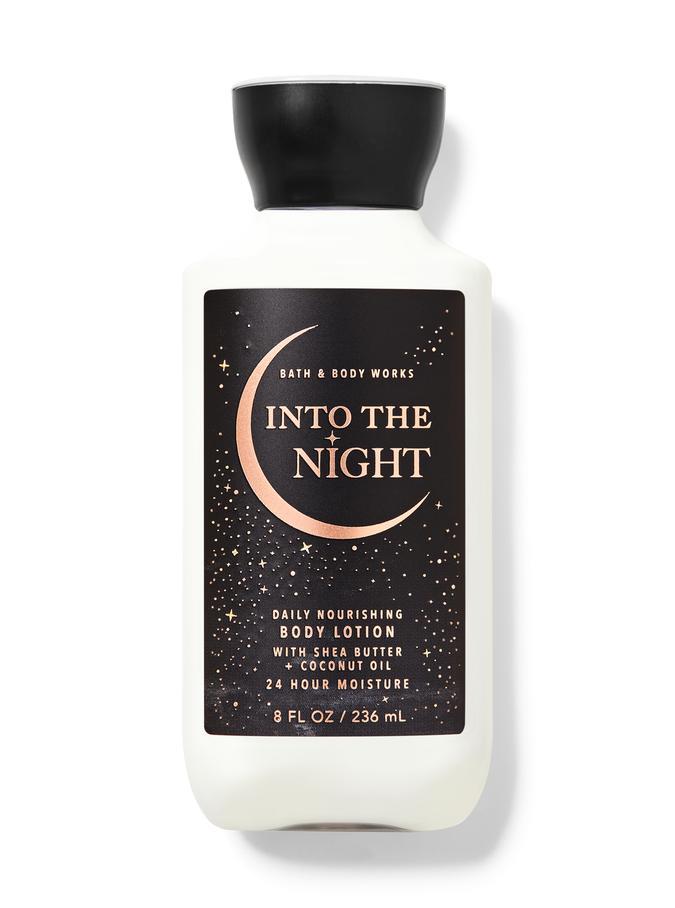 BATH & BODY WORKS
INTO THE
NIGHT
DAILY NOURISHING
BODY LOTION
WITH SHEA BUTTER
+ COCONUT OIL
24 HOUR MOISTURE
8 FL OZ / 236 mL